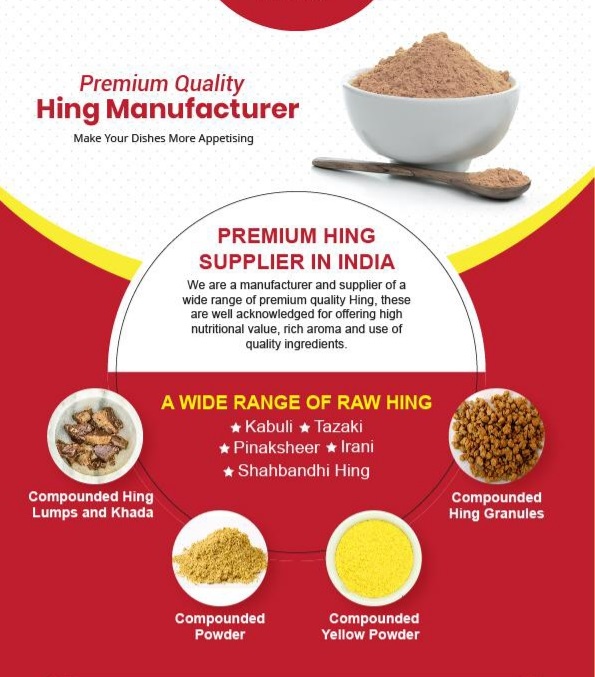 Premium Quality
Hing Manufacturer
Make Your Dishes More Appetising
PREMIUM HING
SUPPLIER IN INDIA
We are a manufacturer and supplier of a
wide range of premium quality Hing, these
are well acknowledged for offering high
nutritional value, rich aroma and use of
quality ingredients.
A WIDE RANGE OF RAW HING
★ Kabuli ★ Tazaki
★ Pinaksheer ★ Irani
★ Shahbandhi Hing
Compounded Hing
Lumps and Khada
Compounded
Hing Granules
Compounded
Powder
Compounded
Yellow Powder